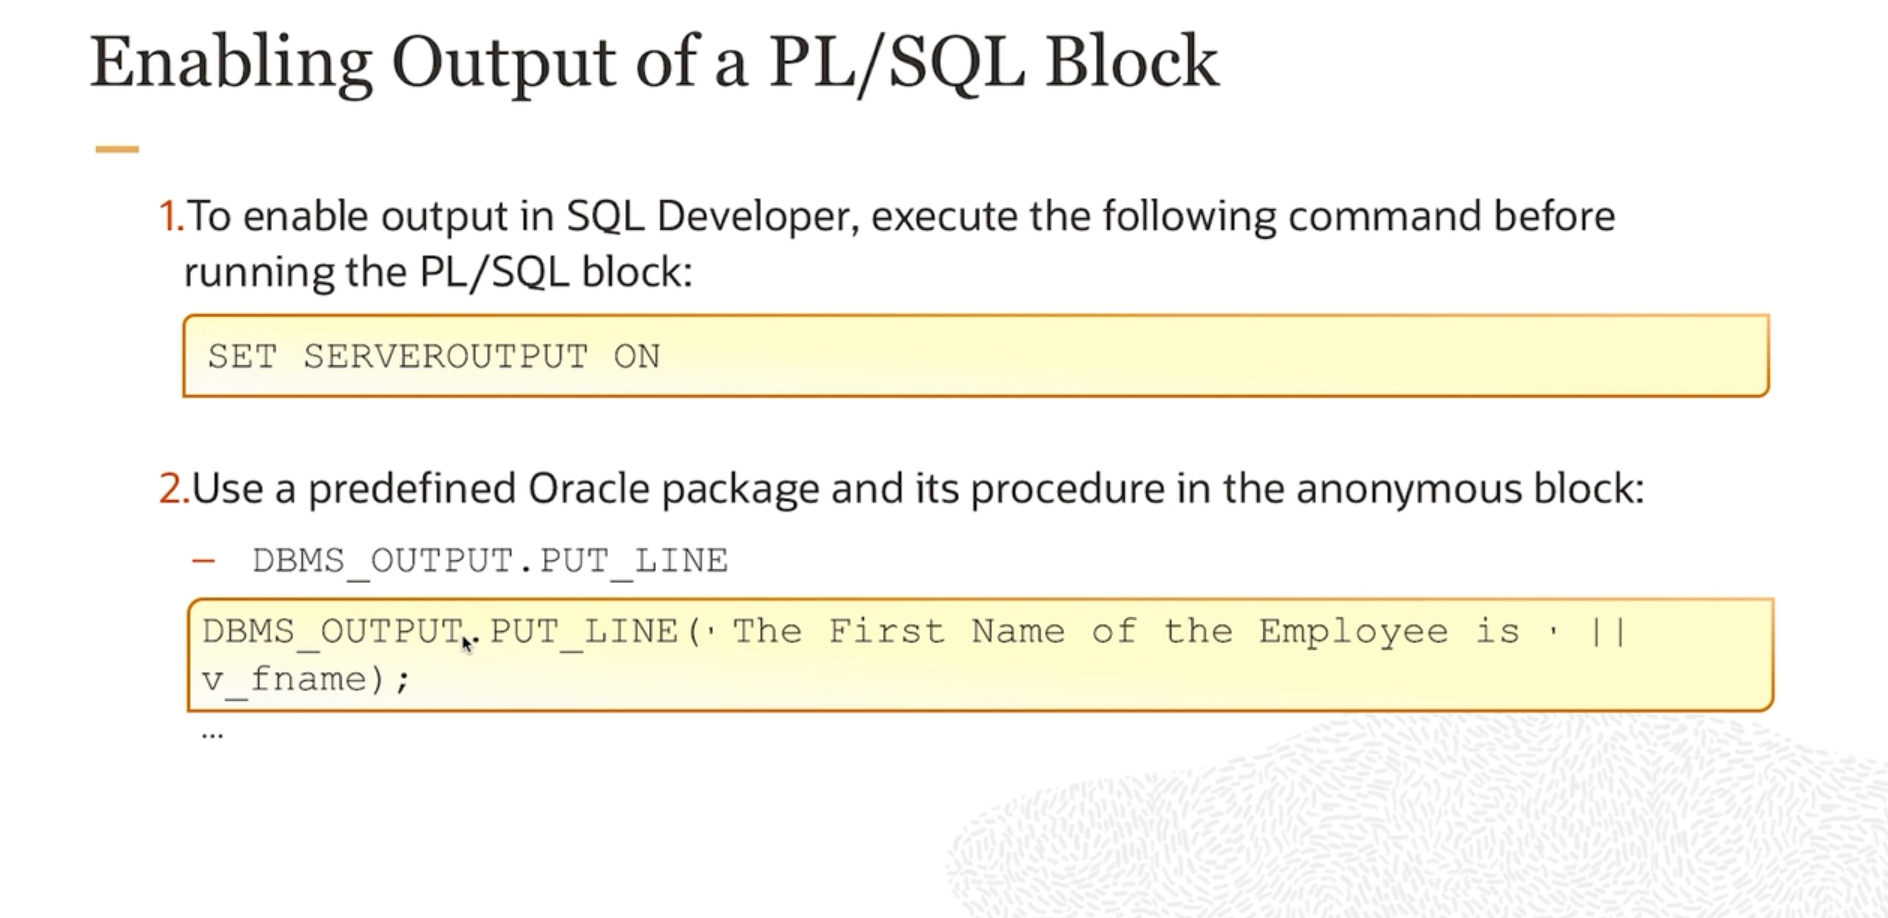 Enabling Output of a PL/SQL Block
1.To enable output in SQL Developer, execute the following command before
running the PL/SQL block:
SET SERVEROUTPUT ON
2.Use a predefined Oracle package and its procedure in the anonymous block:
– DBMS_OUTPUT.PUT_LINE
DBMS_OUTPUT.PUT_LINE(' The First Name of the Employee is ' ||
v_fname);
…